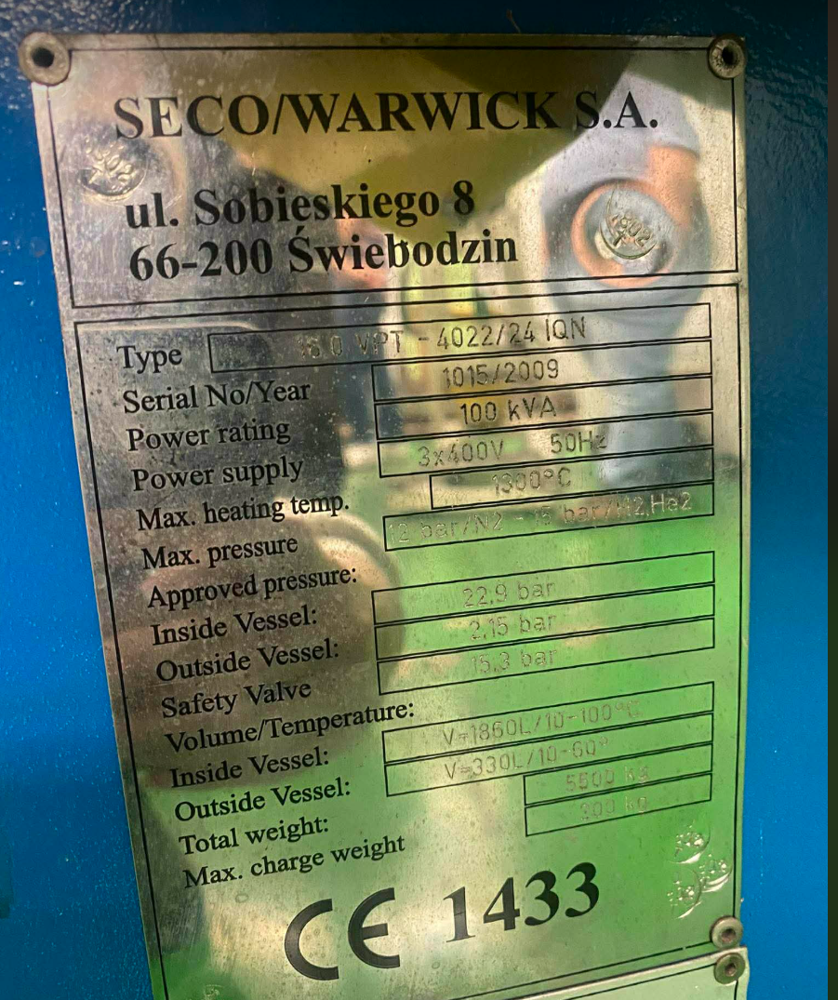 SECO/WARWICK S.A.
ul. Sobieskiego 8
66-200 Świebodzin
Type 16.0 VPT - 4022/24 IQN
Serial No/Year 1015/2009
Power rating 100 kVA
Power supply 3x400V 50Hz
Max. heating temp. 1300°C
Max. pressure 12 bar/N2 - 15 bar/N2,He2
Approved pressure:
Inside Vessel: 22,9 bar
Outside Vessel: 2,15 bar
Safety Valve 15,3 bar
Volume/Temperature:
Inside Vessel: V=1860L/10-100°C
Outside Vessel: V=330L/10-60°
Total weight: 5500 kg
Max. charge weight 200 kg
CE 1433